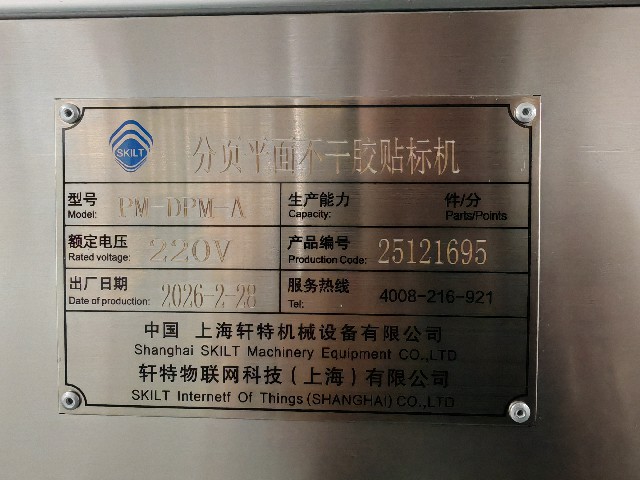 SKILT
分页平面不干胶贴标机
型号 PM-DPM-A 生产能力 件/分
Model: Capacity: Parts/Points
额定电压 220V 产品编号 25121695
Rated voltage: Production Code:
出厂日期 2026-2-28 服务热线 4008-216-921
Date of production: Tel:
中国 上海轩特机械设备有限公司
Shanghai SKILT Machinery Equipment CO.,LTD
轩特物联网科技(上海)有限公司
SKILT Internetf Of Things(SHANGHAI)CO.,LTD